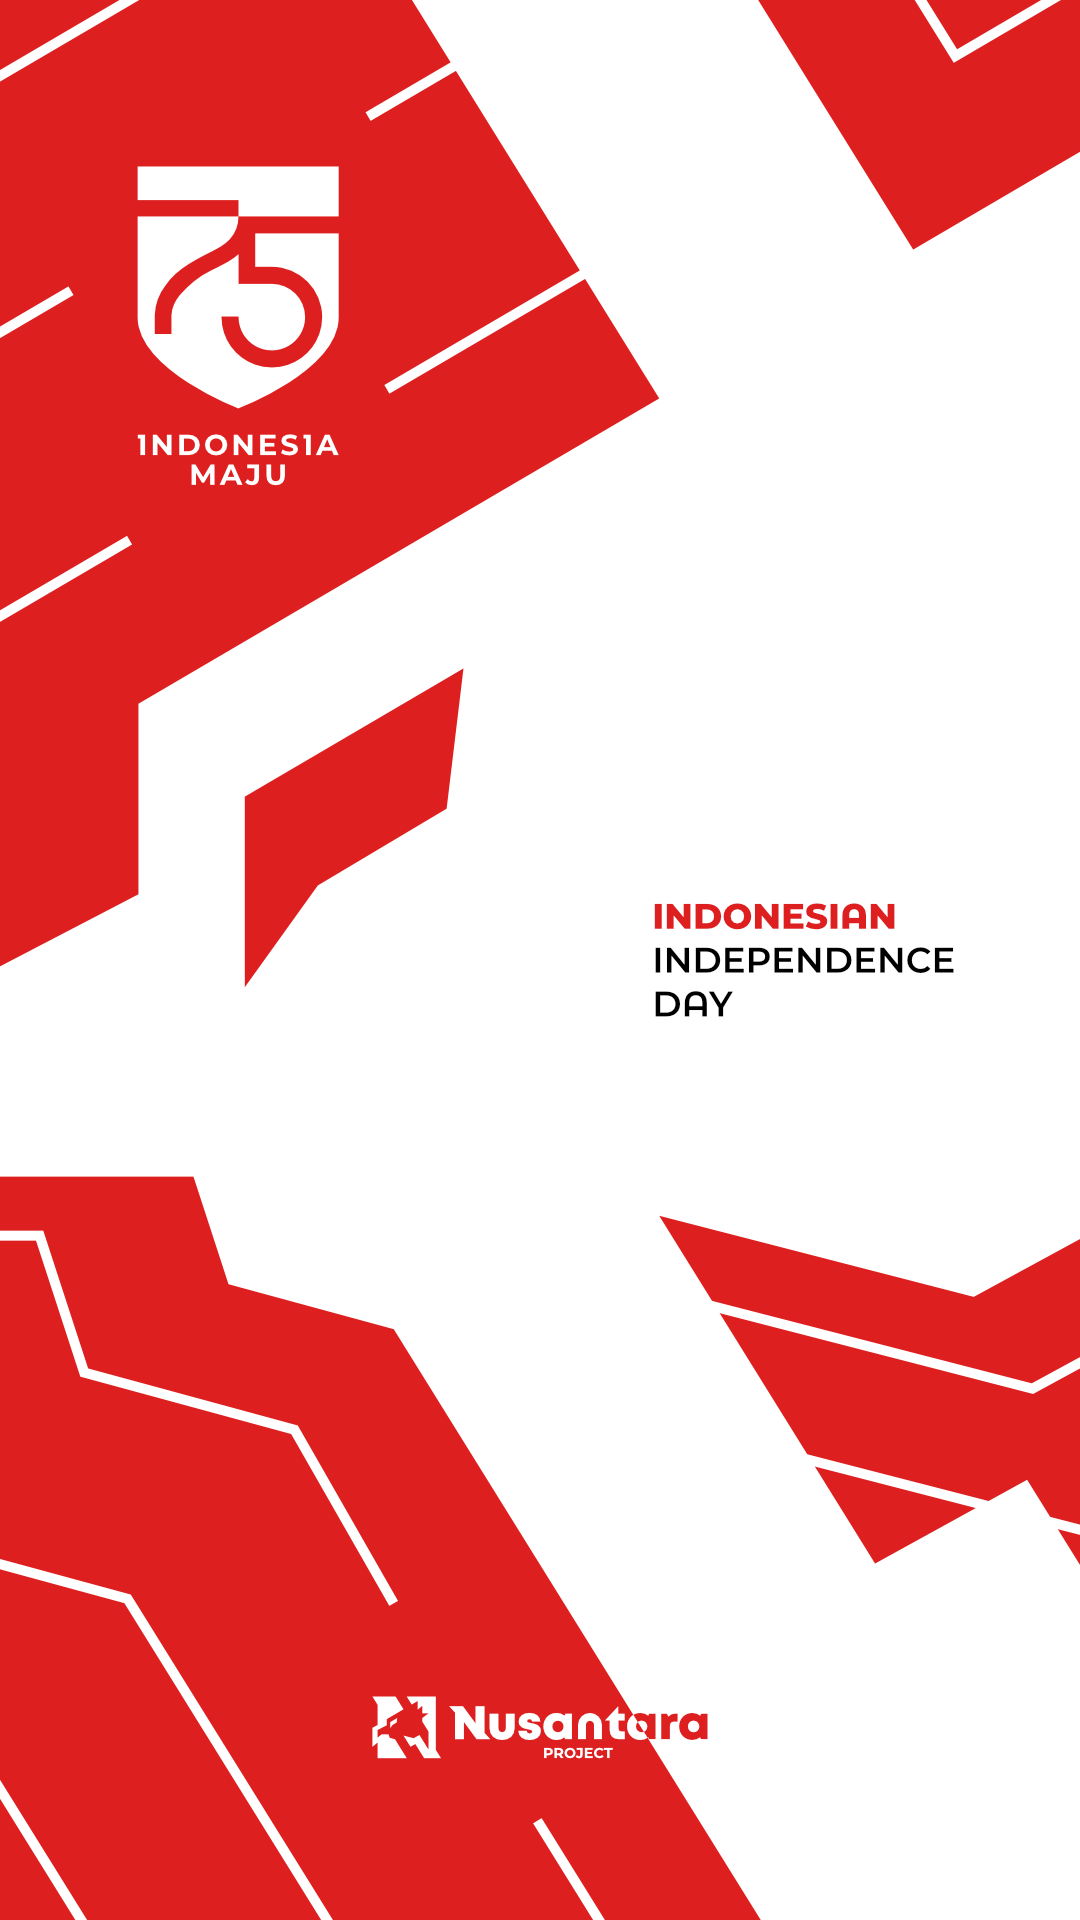 75
INDONESIA
MAJU
INDONESIAN
INDEPENDENCE
DAY
Nusantara
PROJECT